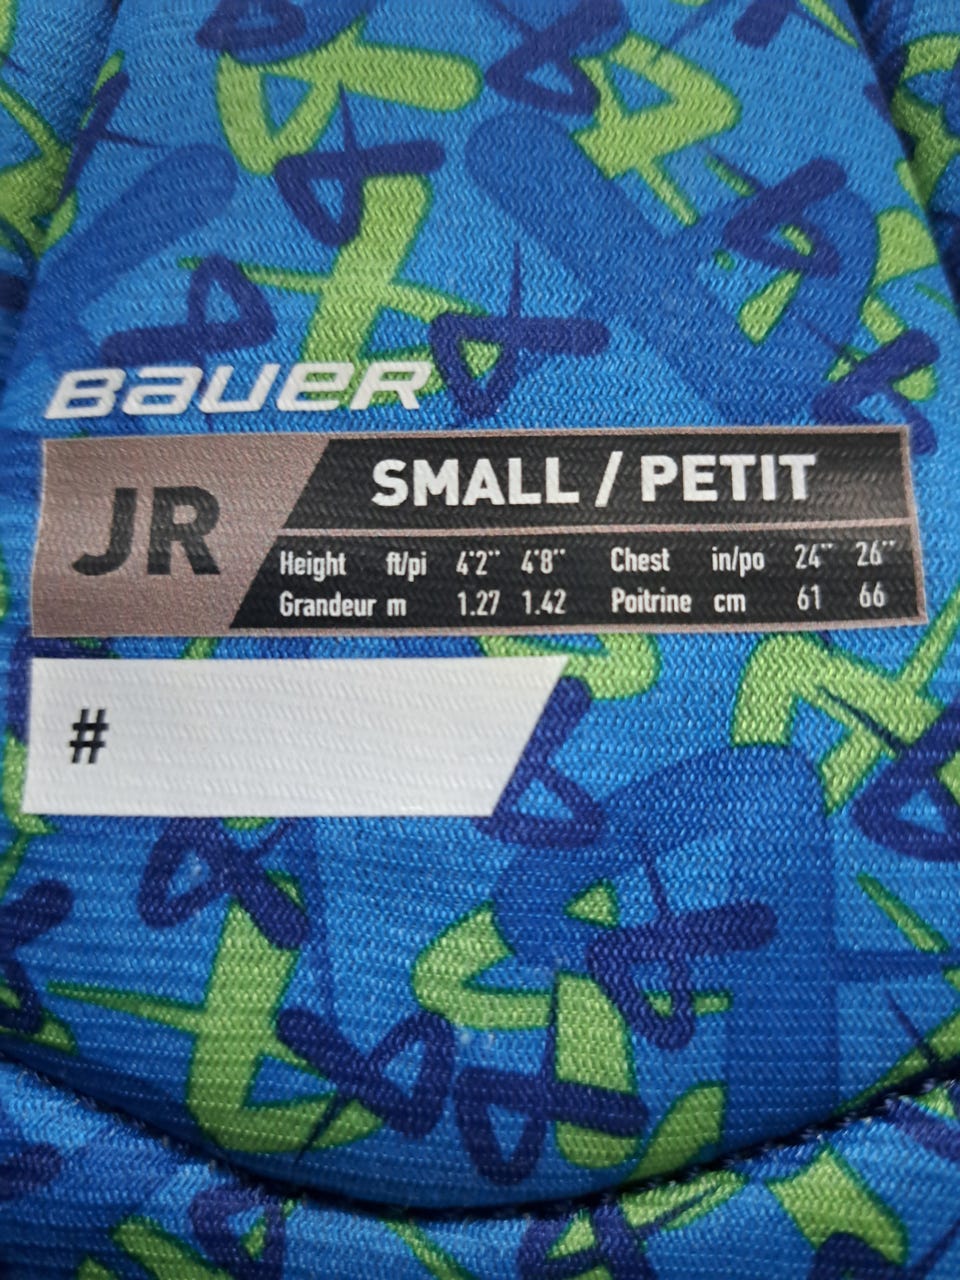 BAUER
JR
SMALL / PETIT
Height ft/pi 4'2'' 4'8'' Chest in/po 24'' 26''
Grandeur m 1.27 1.42 Poitrine cm 61 66
#